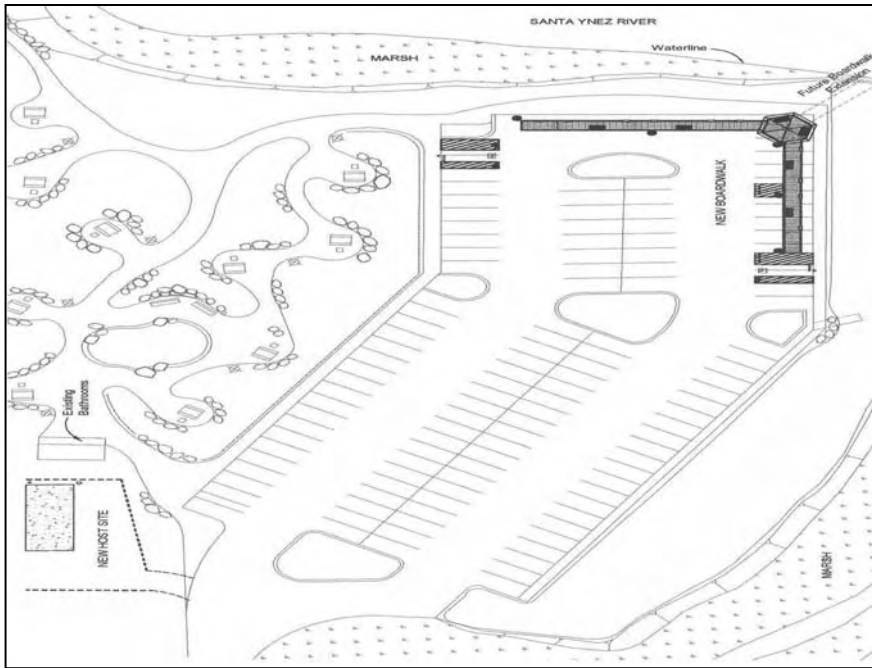 SANTA YNEZ RIVER
Waterline
MARSH
Future Boardwalk
Extension
NEW BOARDWALK
Existing
Bathrooms
NEW HOST SITE
MARSH